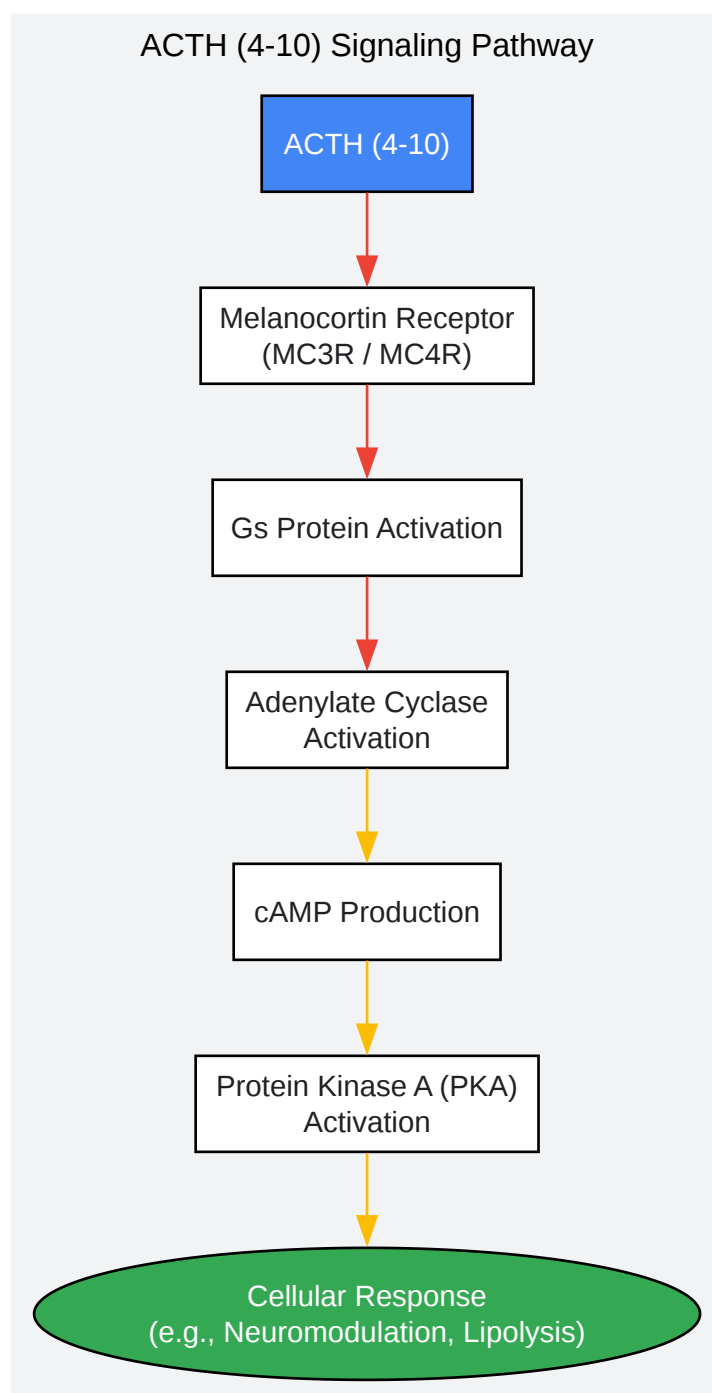 ACTH (4-10) Signaling Pathway
ACTH (4-10)
Melanocortin Receptor
(MC3R / MC4R)
Gs Protein Activation
Adenylate Cyclase
Activation
cAMP Production
Protein Kinase A (PKA)
Activation
Cellular Response
(e.g., Neuromodulation, Lipolysis)